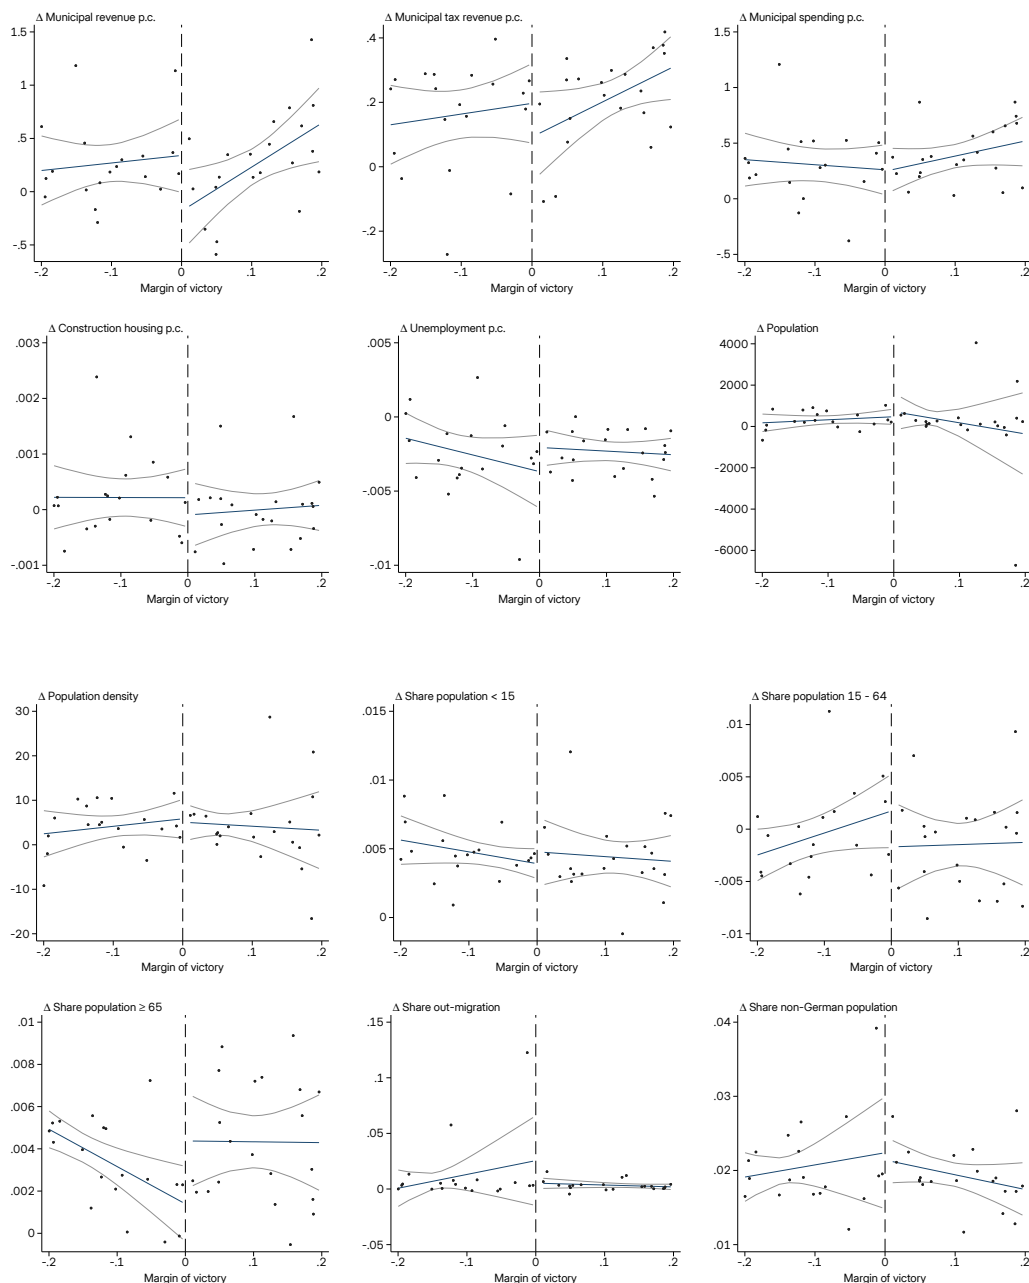 Δ Municipal revenue p.c.
1.5
1
.5
0
-.5
-.2 -.1 0 .1 .2
Margin of victory
Δ Municipal tax revenue p.c.
.4
.2
0
-.2
-.2 -.1 0 .1 .2
Margin of victory
Δ Municipal spending p.c.
1.5
1
.5
0
-.5
-.2 -.1 0 .1 .2
Margin of victory
Δ Construction housing p.c.
.003
.002
.001
0
-.001
-.2 -.1 0 .1 .2
Margin of victory
Δ Unemployment p.c.
.005
0
-.005
-.01
-.2 -.1 0 .1 .2
Margin of victory
Δ Population
4000
2000
0
-2000
-4000
-6000
-.2 -.1 0 .1 .2
Margin of victory
Δ Population density
30
20
10
0
-10
-20
-.2 -.1 0 .1 .2
Margin of victory
Δ Share population < 15
.015
.01
.005
0
-.2 -.1 0 .1 .2
Margin of victory
Δ Share population 15 - 64
.01
.005
0
-.005
-.01
-.2 -.1 0 .1 .2
Margin of victory
Δ Share population ≥ 65
.01
.008
.006
.004
.002
0
-.2 -.1 0 .1 .2
Margin of victory
Δ Share out-migration
.15
.1
.05
0
-.05
-.2 -.1 0 .1 .2
Margin of victory
Δ Share non-German population
.04
.03
.02
.01
-.2 -.1 0 .1 .2
Margin of victory